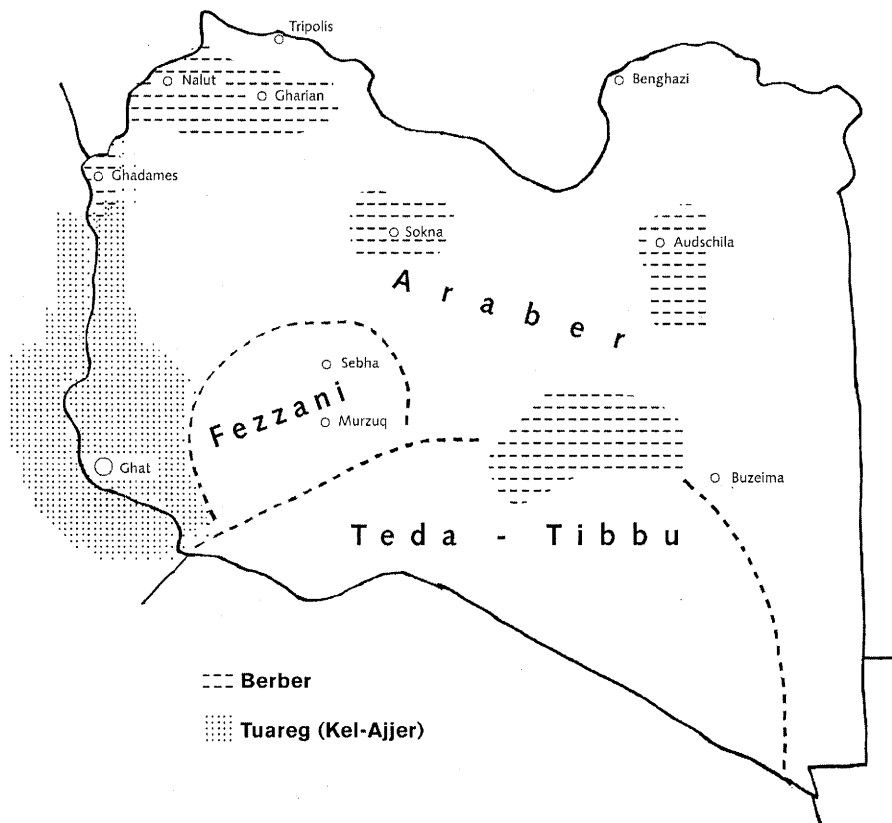 Tripolis
Nalut
Gharian
Benghazi
Ghadames
Sokna
Audschila
Araber
Sebha
Fezzani
Murzuq
Ghat
Buzeima
Teda - Tibbu
Berber
Tuareg (Kel-Ajjer)